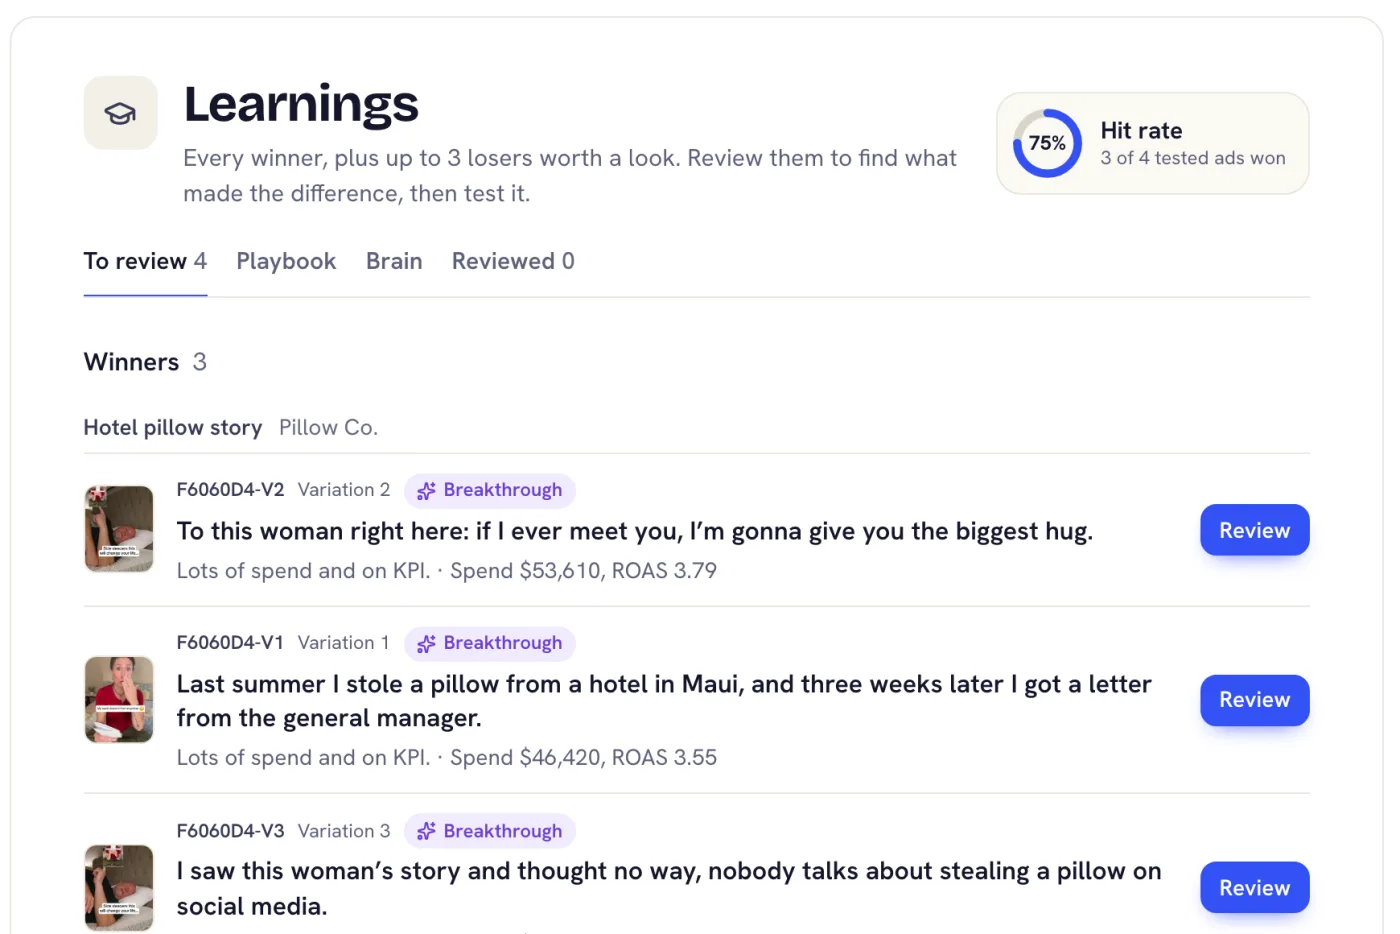 Learnings
Every winner, plus up to 3 losers worth a look. Review them to find what
made the difference, then test it.
75%
Hit rate
3 of 4 tested ads won
To review 4
Playbook
Brain
Reviewed 0
Winners 3
Hotel pillow story Pillow Co.
F6060D4-V2 Variation 2 Breakthrough
To this woman right here: if I ever meet you, I’m gonna give you the biggest hug.
Lots of spend and on KPI. · Spend $53,610, ROAS 3.79
Review
F6060D4-V1 Variation 1 Breakthrough
Last summer I stole a pillow from a hotel in Maui, and three weeks later I got a letter
from the general manager.
Lots of spend and on KPI. · Spend $46,420, ROAS 3.55
Review
F6060D4-V3 Variation 3 Breakthrough
I saw this woman’s story and thought no way, nobody talks about stealing a pillow on
social media.
Review